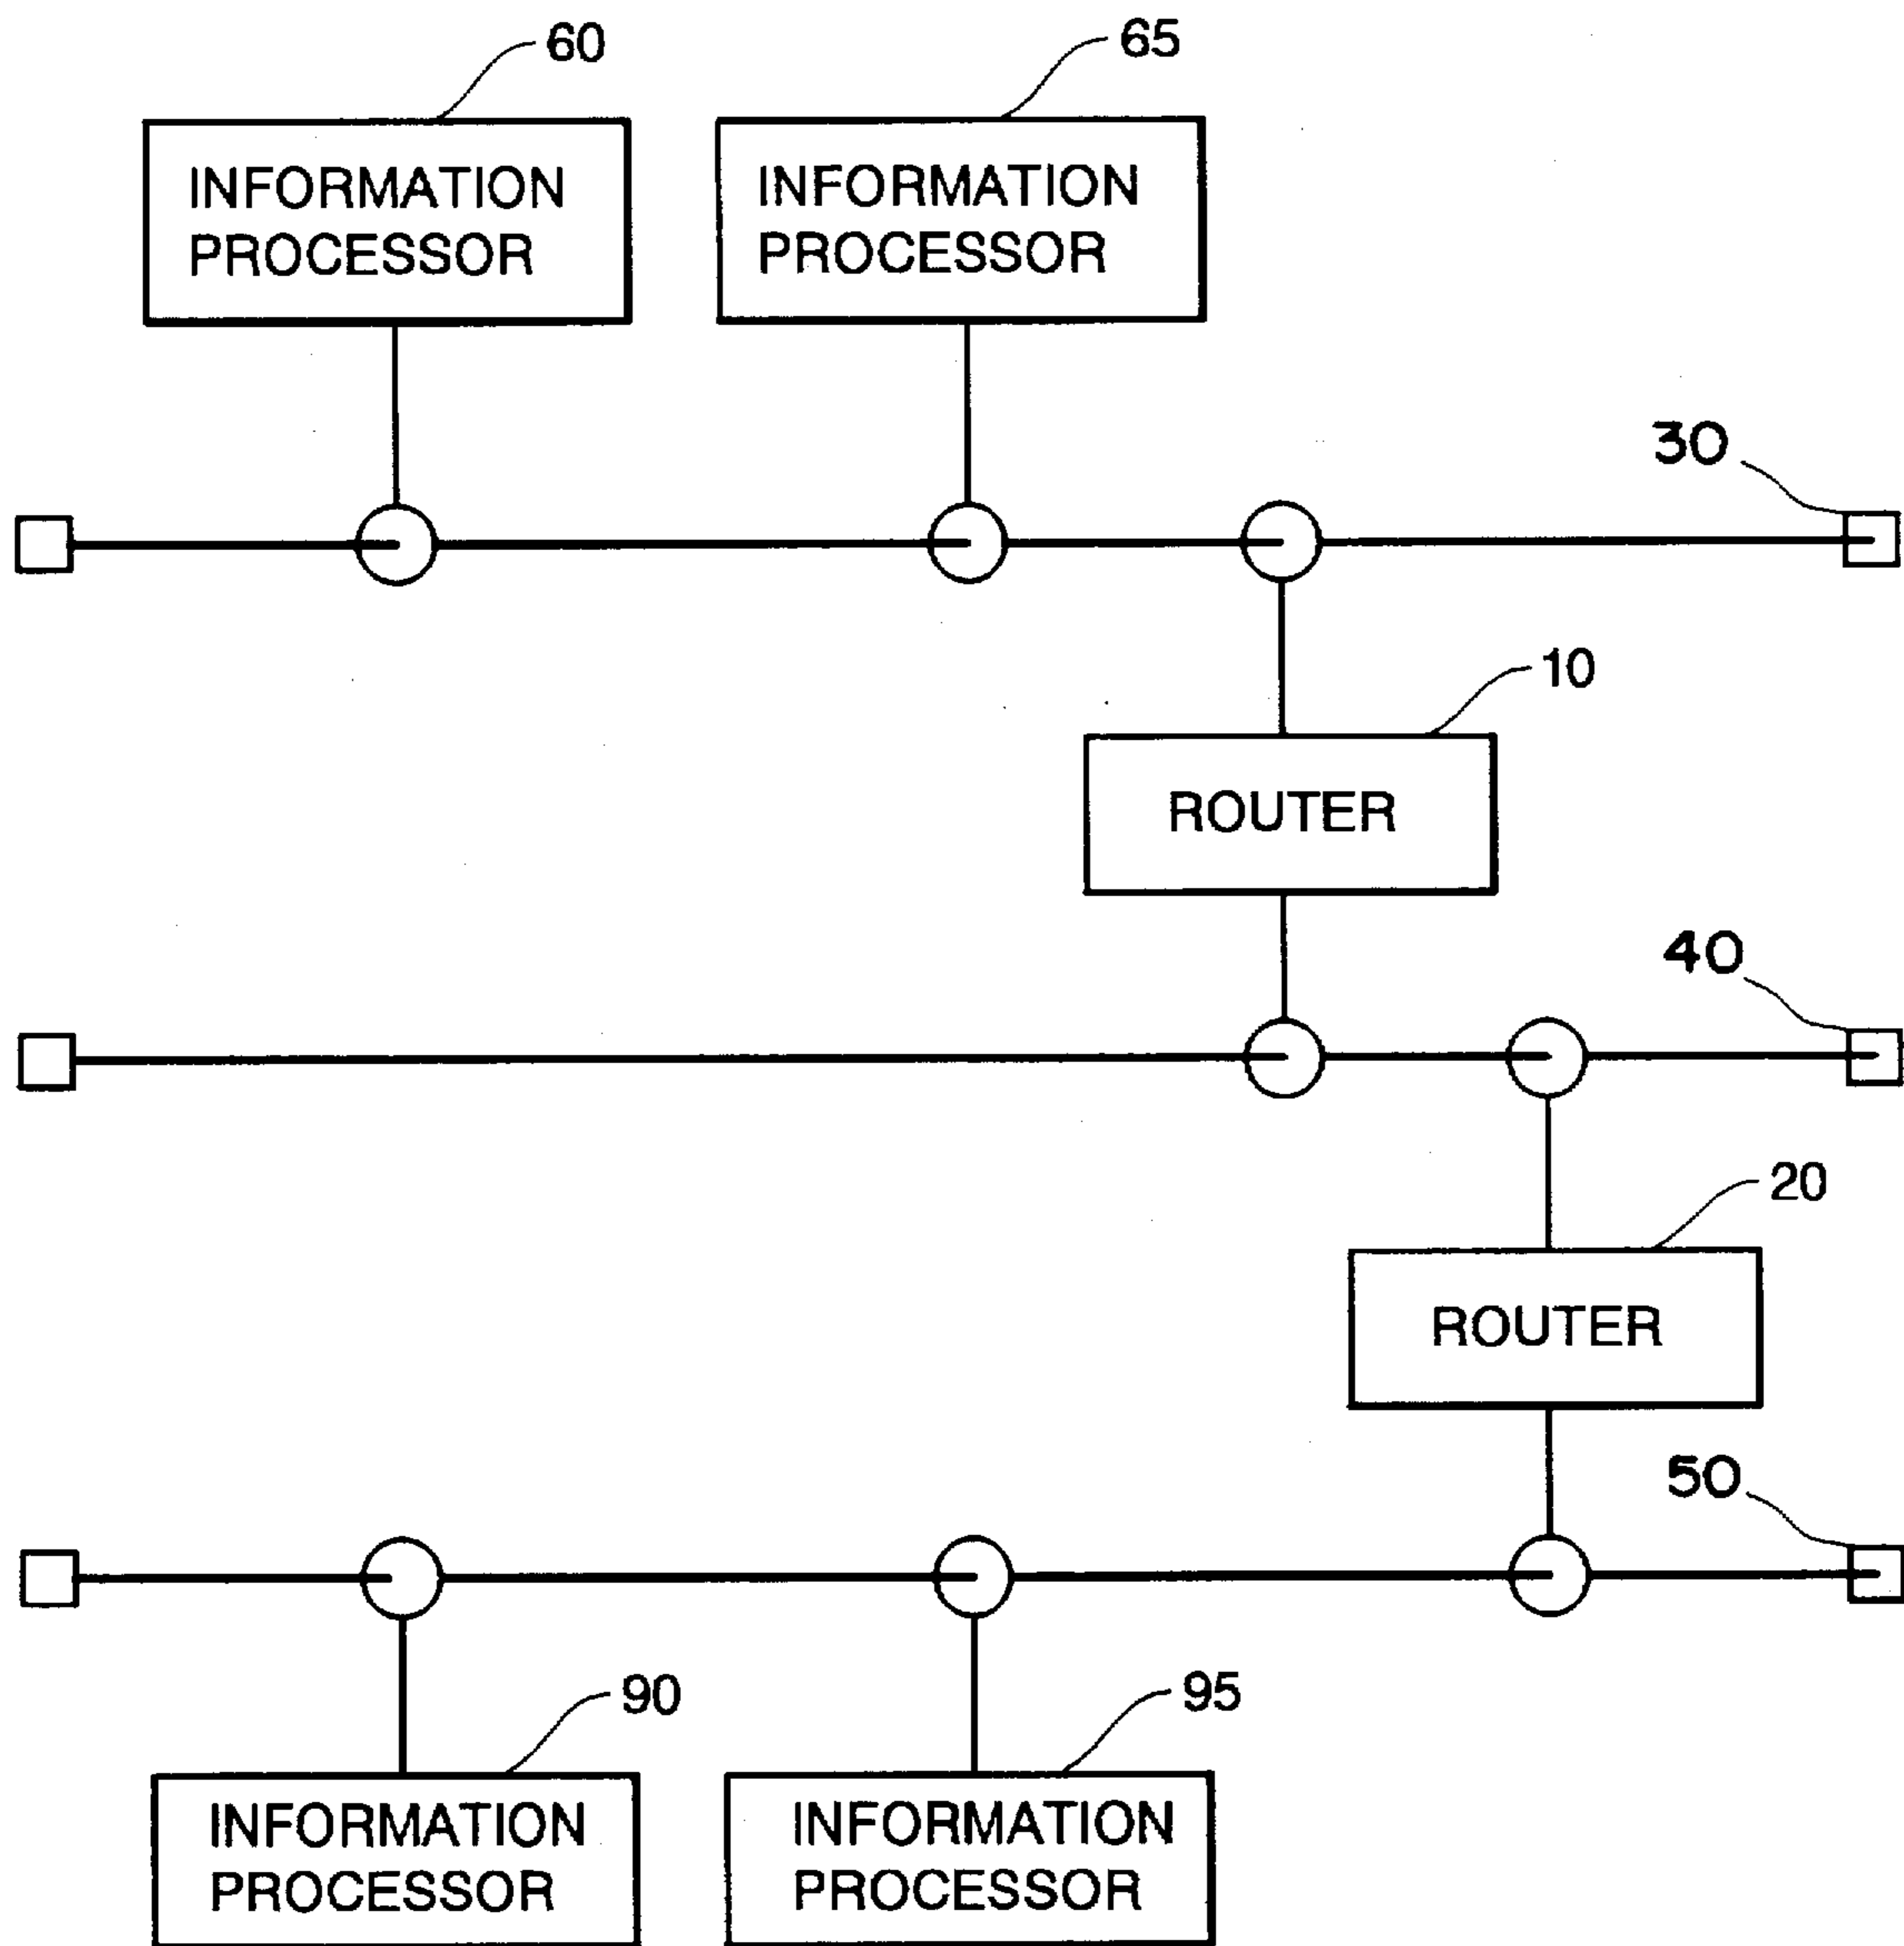 60
65
INFORMATION
PROCESSOR
INFORMATION
PROCESSOR
30
10
ROUTER
40
20
ROUTER
50
90
95
INFORMATION
PROCESSOR
INFORMATION
PROCESSOR